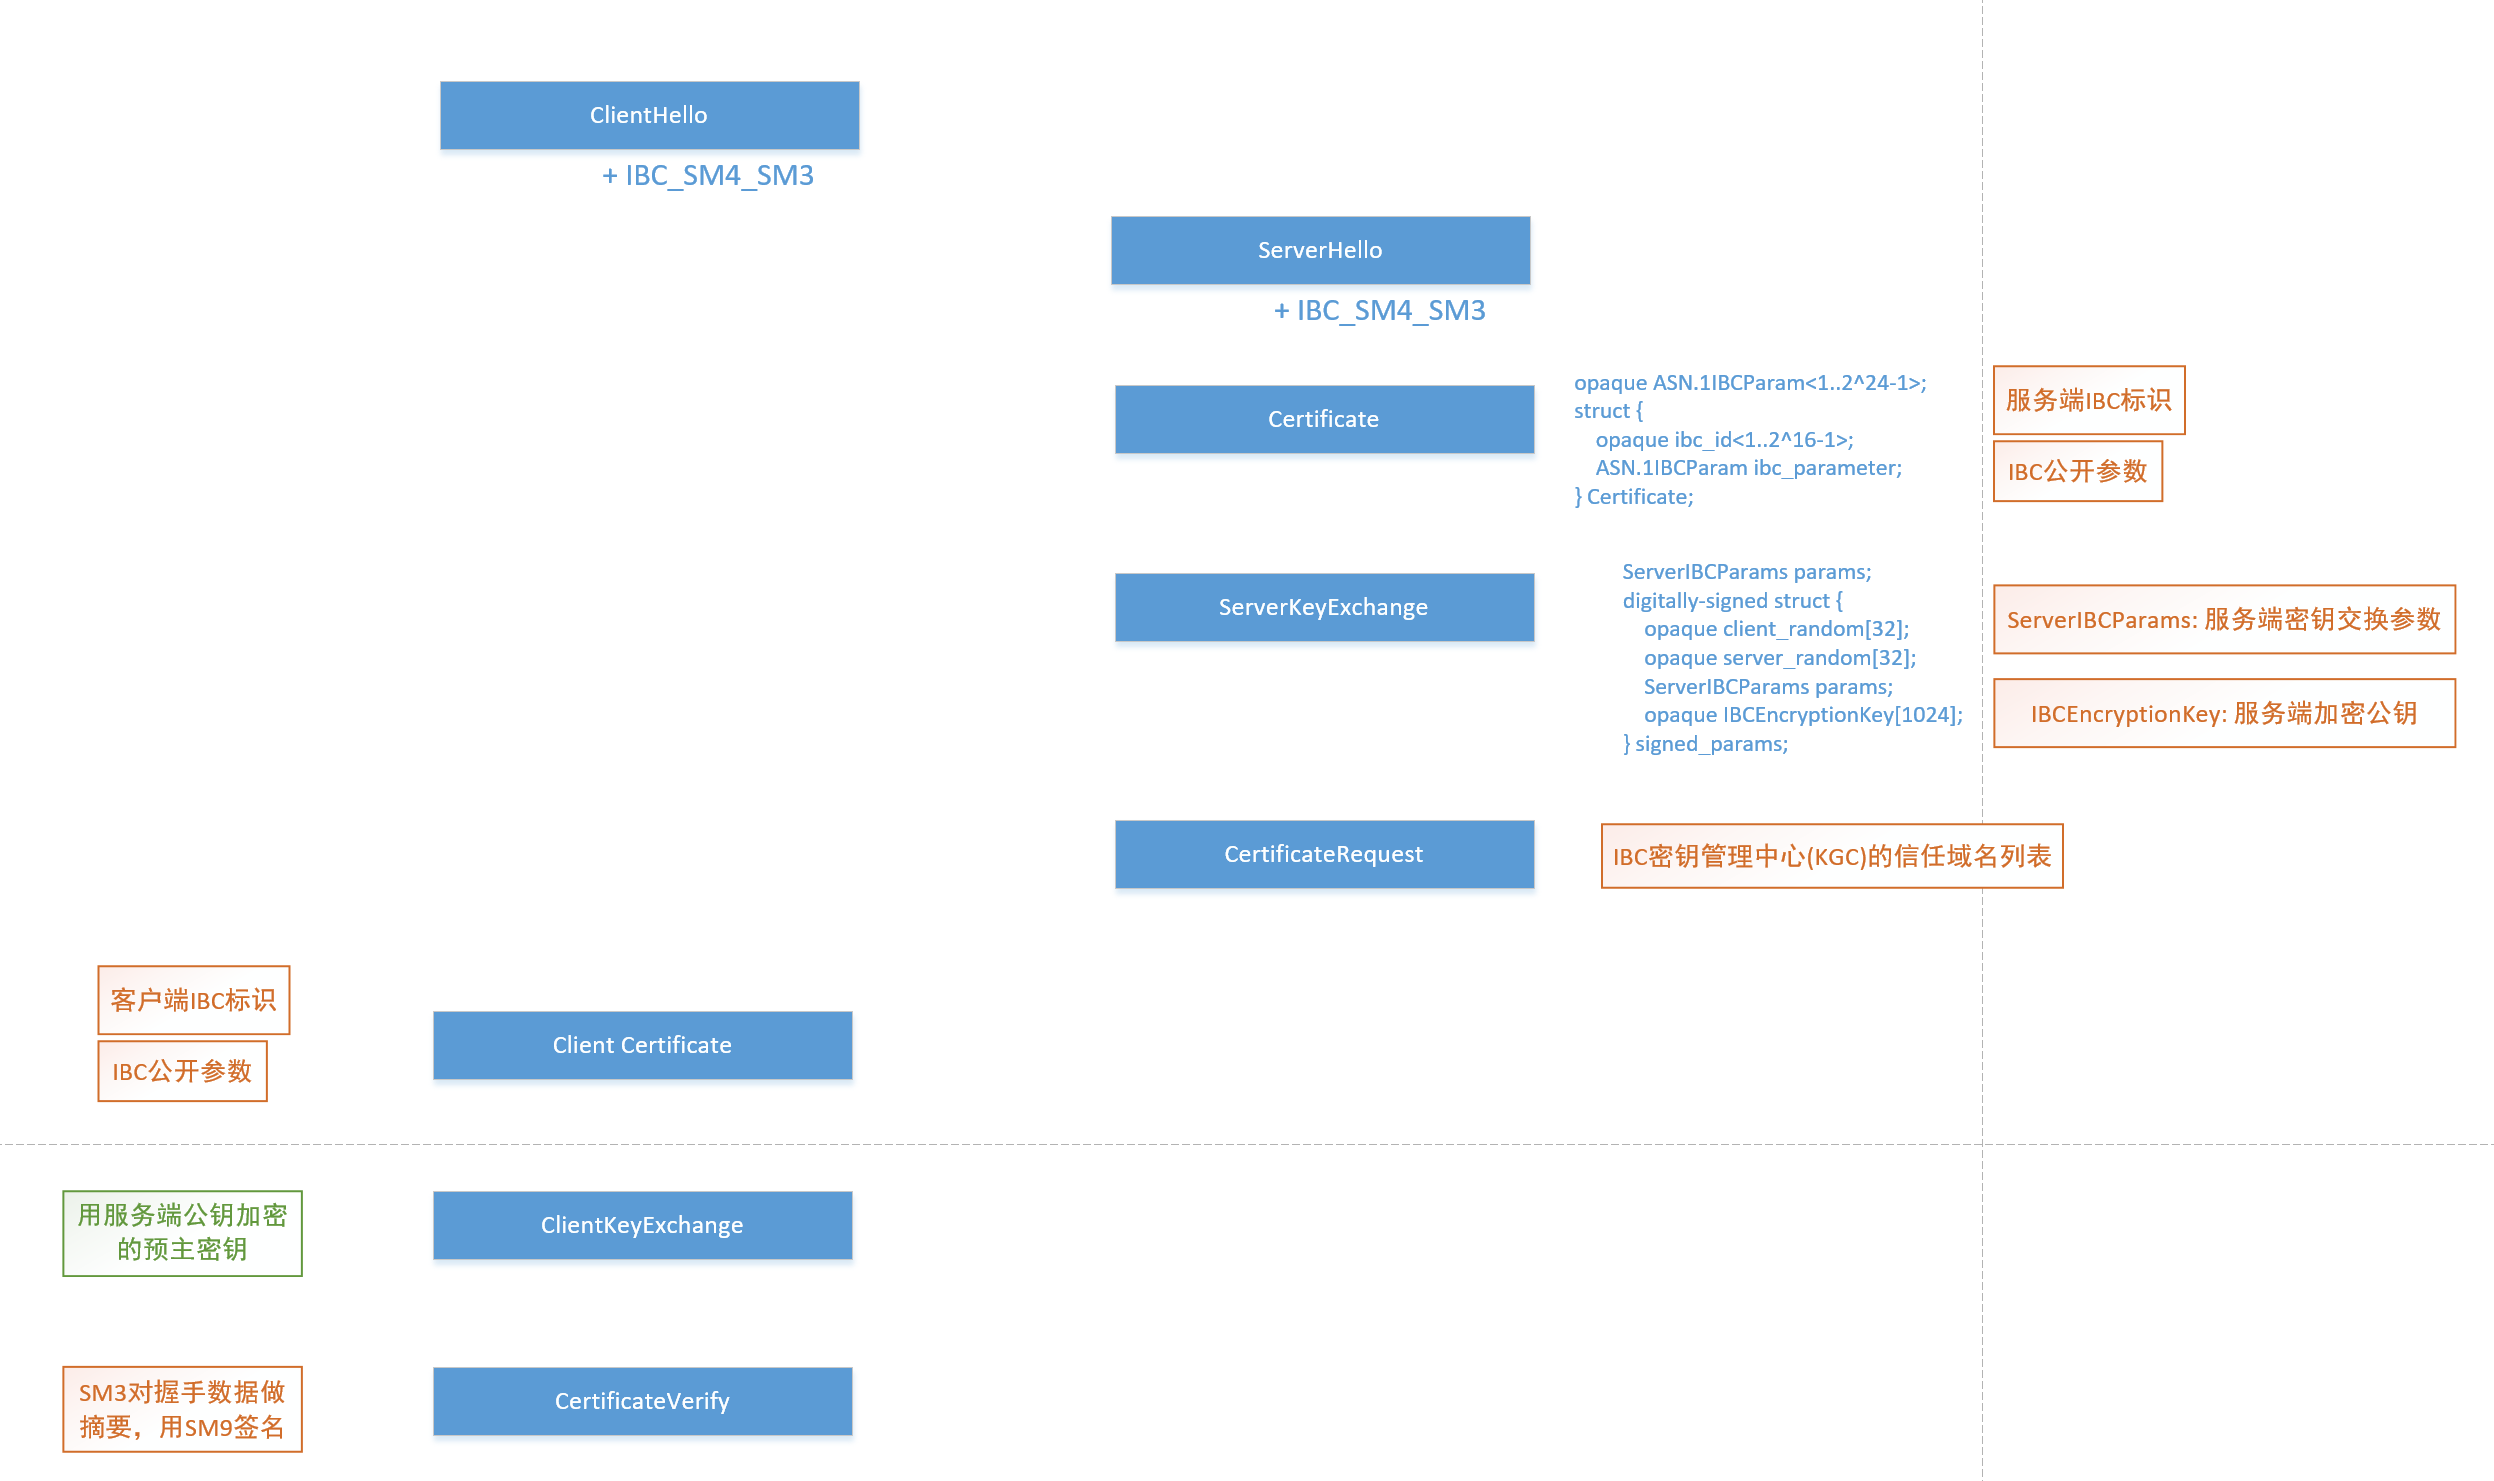 ClientHello
+ IBC_SM4_SM3
ServerHello
+ IBC_SM4_SM3
Certificate
opaque ASN.1IBCParam<1..2^24-1>;
struct {
opaque ibc_id<1..2^16-1>;
ASN.1IBCParam ibc_parameter;
} Certificate;
服务端IBC标识
IBC公开参数
ServerKeyExchange
ServerIBCParams params;
digitally-signed struct {
opaque client_random[32];
opaque server_random[32];
ServerIBCParams params;
opaque IBCEncryptionKey[1024];
} signed_params;
ServerIBCParams: 服务端密钥交换参数
IBCEncryptionKey: 服务端加密公钥
CertificateRequest
IBC密钥管理中心(KGC)的信任域名列表
客户端IBC标识
IBC公开参数
Client Certificate
用服务端公钥加密
的预主密钥
ClientKeyExchange
SM3对握手数据做
摘要，用SM9签名
CertificateVerify